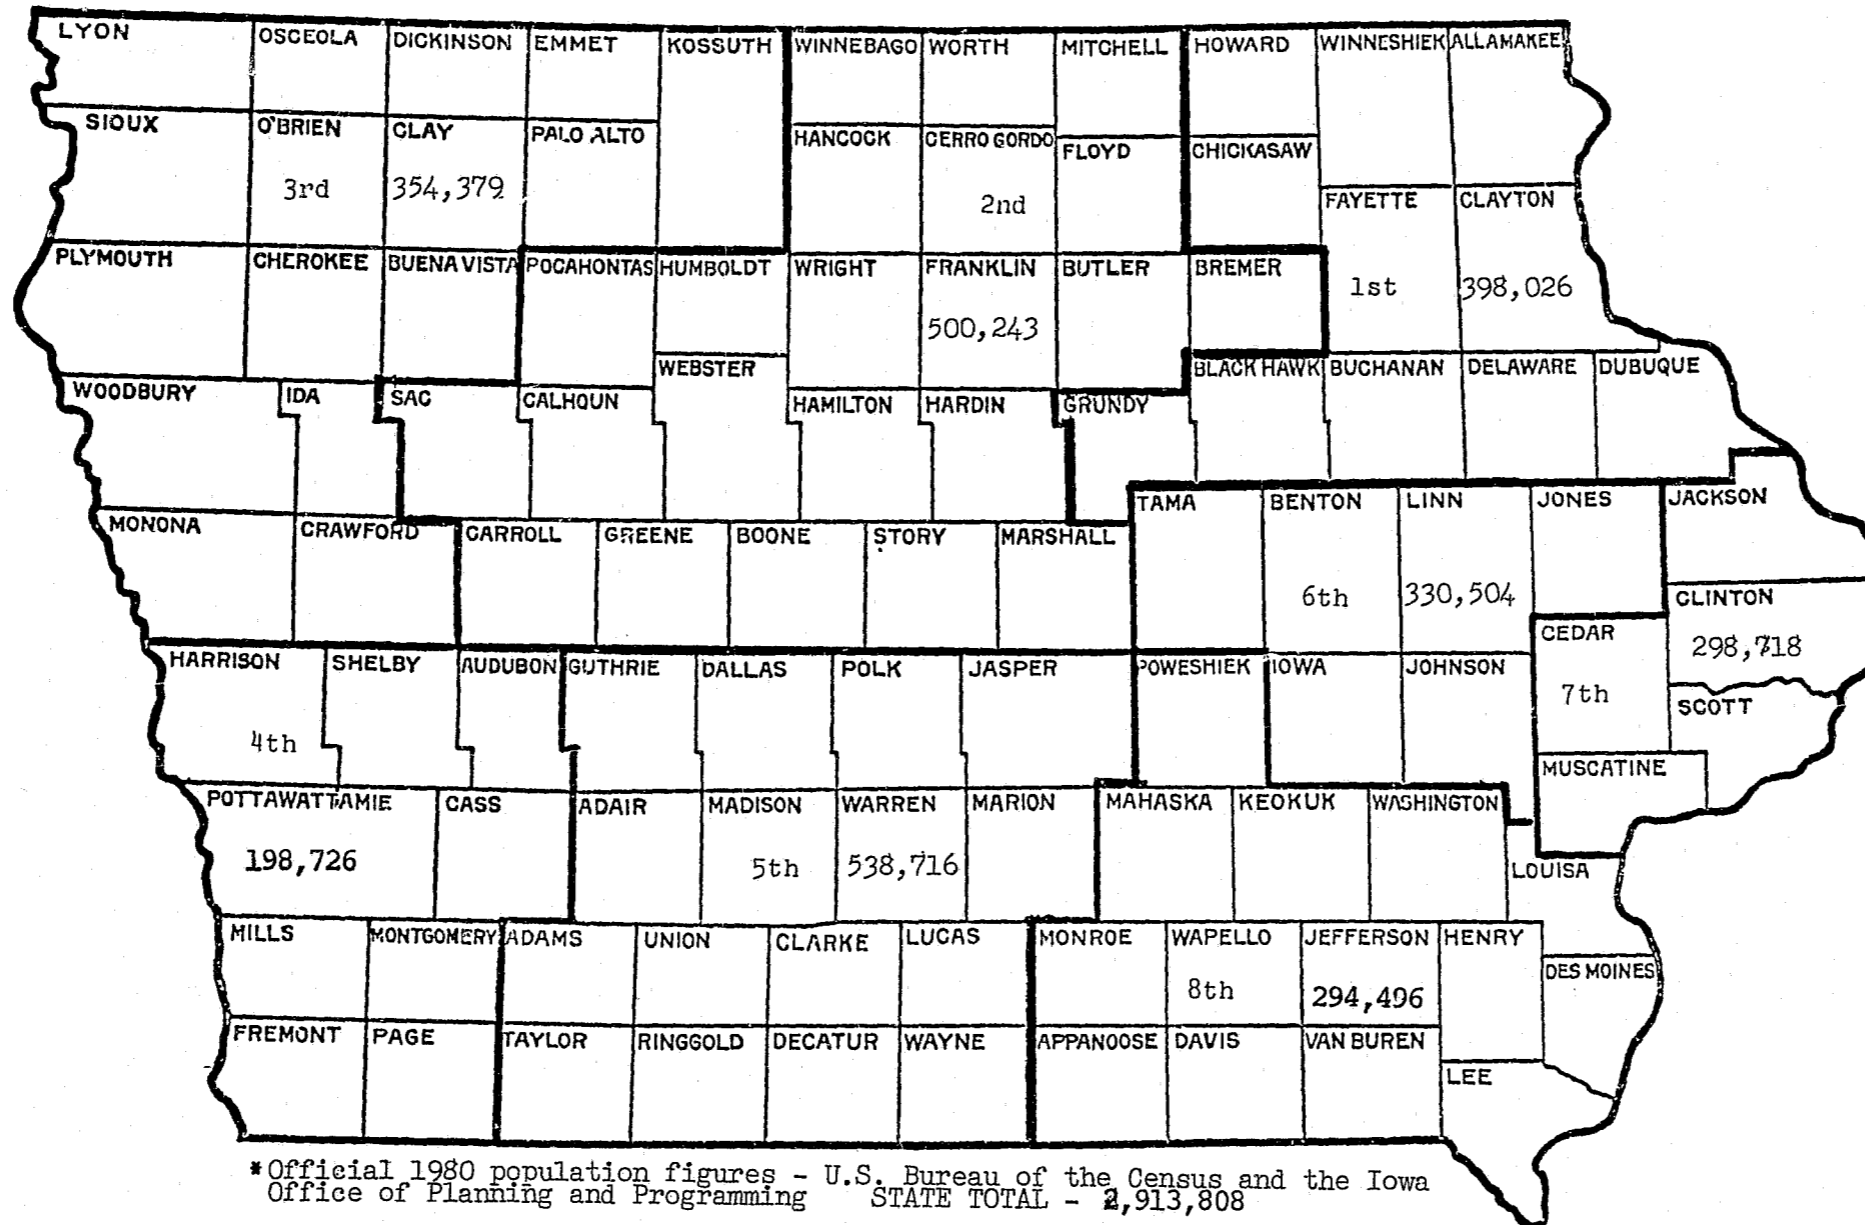 LYON OSCEOLA DICKINSON EMMET KOSSUTH WINNEBAGO WORTH MITCHELL HOWARD WINNESHIEK ALLAMAKEE
SIOUX O'BRIEN CLAY PALO ALTO HANCOCK CERRO GORDO FLOYD CHICKASAW
3rd 354,379 2nd FAYETTE CLAYTON
PLYMOUTH CHEROKEE BUENA VISTA POCAHONTAS HUMBOLDT WRIGHT FRANKLIN BUTLER BREMER
1st 398,026
500,243
WEBSTER BLACK HAWK BUCHANAN DELAWARE DUBUQUE
WOODBURY IDA SAC CALHOUN HAMILTON HARDIN GRUNDY
TAMA BENTON LINN JONES JACKSON
MONONA CRAWFORD CARROLL GREENE BOONE STORY MARSHALL
6th 330,504 CLINTON
CEDAR 298,718
HARRISON SHELBY AUDUBON GUTHRIE DALLAS POLK JASPER POWESHIEK IOWA JOHNSON
7th SCOTT
4th
MUSCATINE
POTTAWATTAMIE CASS ADAIR MADISON WARREN MARION MAHASKA KEOKUK WASHINGTON
198,726 5th 538,716 LOUISA
MILLS MONTGOMERY ADAMS UNION CLARKE LUCAS MONROE WAPELLO JEFFERSON HENRY
DES MOINES
8th 294,496
FREMONT PAGE TAYLOR RINGGOLD DECATUR WAYNE APPANOOSE DAVIS VAN BUREN
LEE
*Official 1980 population figures - U.S. Bureau of the Census and the Iowa
Office of Planning and Programming STATE TOTAL - 2,913,808